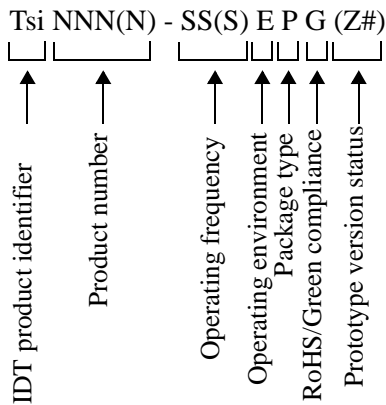 Tsi NNN(N) - SS(S) E P G (Z#)
IDT product identifier
Product number
Operating frequency
Operating environment
Package type
RoHS/Green compliance
Prototype version status